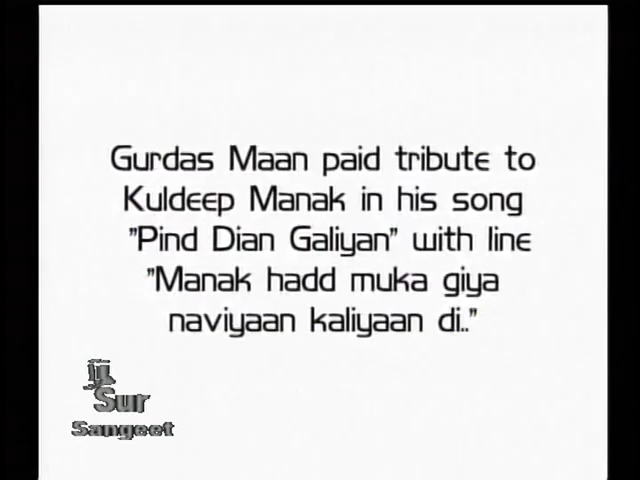 Gurdas Maan paid tribute to
Kuldeep Manak in his song
"Pind Dian Galiyan" with line
"Manak hadd muka giya
naviyaan kaliyaan di.."
Sur
Sangeet